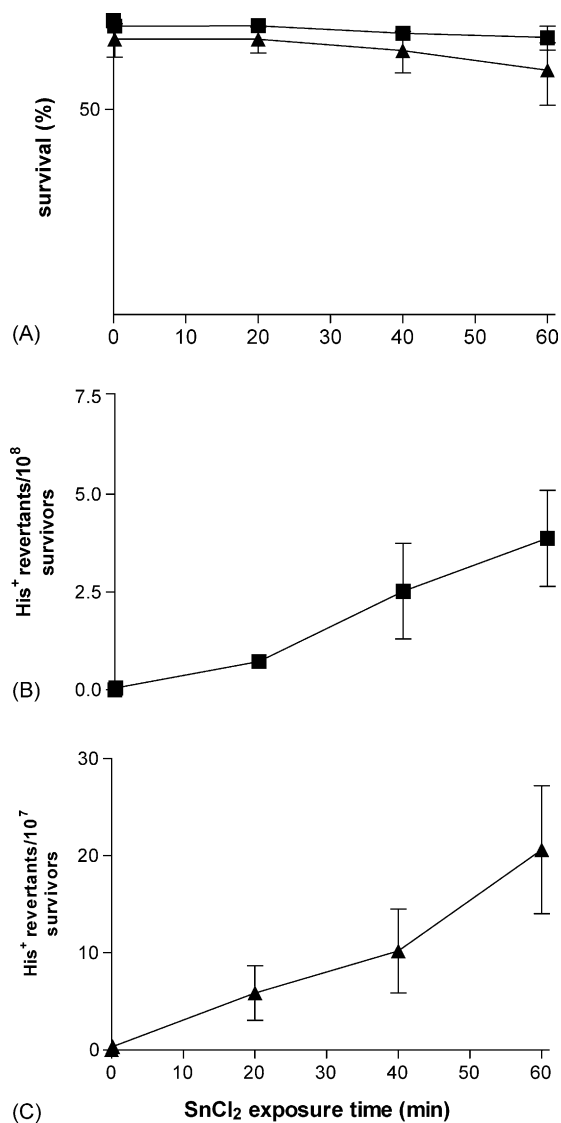 survival (%)
50
0 10 20 30 40 50 60
(A)
His+ revertants/10⁸
survivors
7.5
5.0
2.5
0.0
(B)
His+ revertants/10⁷
survivors
30
20
10
0
0 10 20 30 40 50 60
(C)
SnCl₂ exposure time (min)